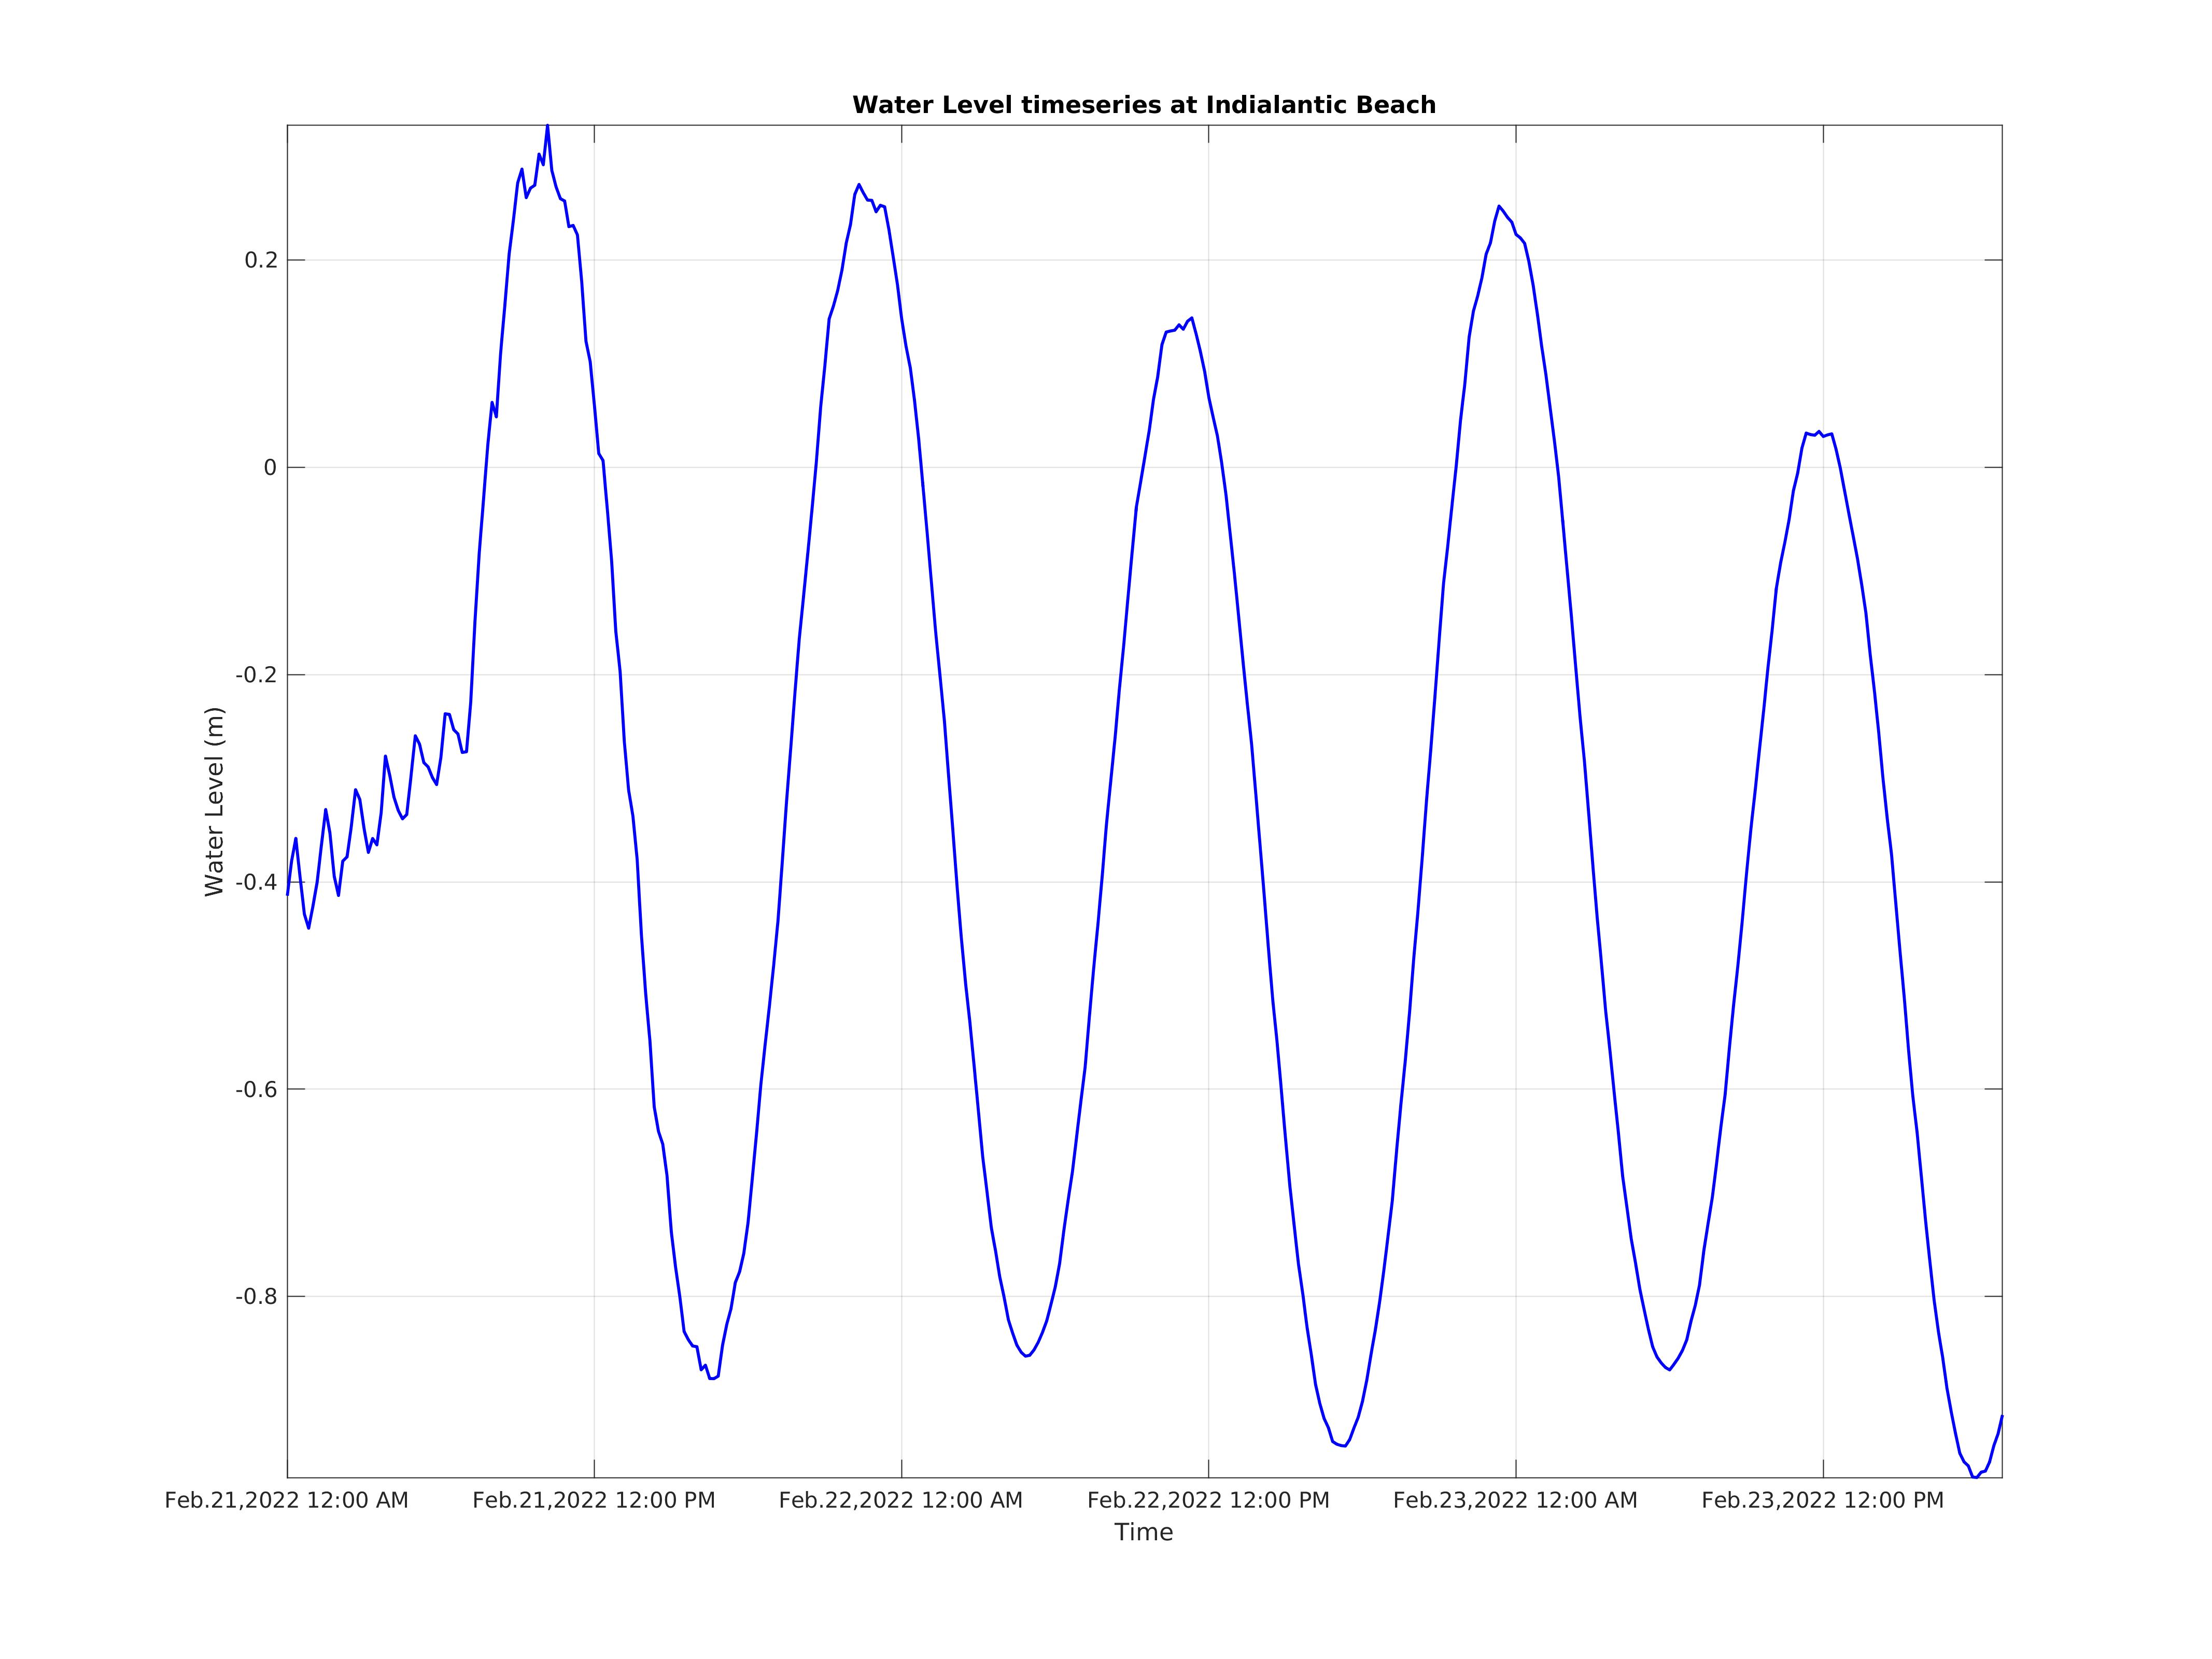 Water Level timeseries at Indialantic Beach
0.2
0
-0.2
-0.4
-0.6
-0.8
Water Level (m)
Feb.21,2022 12:00 AM
Feb.21,2022 12:00 PM
Feb.22,2022 12:00 AM
Feb.22,2022 12:00 PM
Feb.23,2022 12:00 AM
Feb.23,2022 12:00 PM
Time